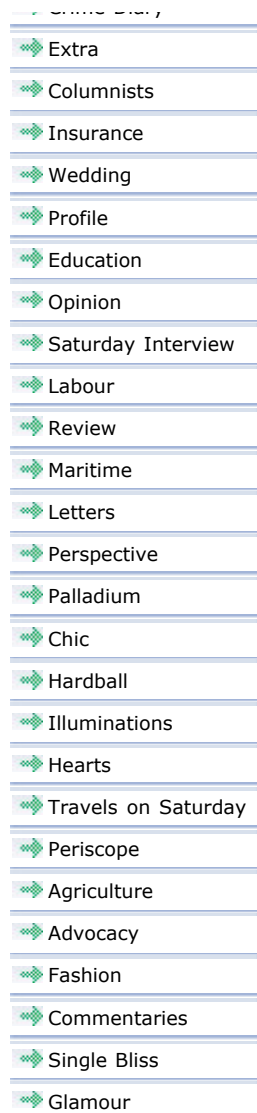 Extra
Columnists
Insurance
Wedding
Profile
Education
Opinion
Saturday Interview
Labour
Review
Maritime
Letters
Perspective
Palladium
Chic
Hardball
Illuminations
Hearts
Travels on Saturday
Periscope
Agriculture
Advocacy
Fashion
Commentaries
Single Bliss
Glamour